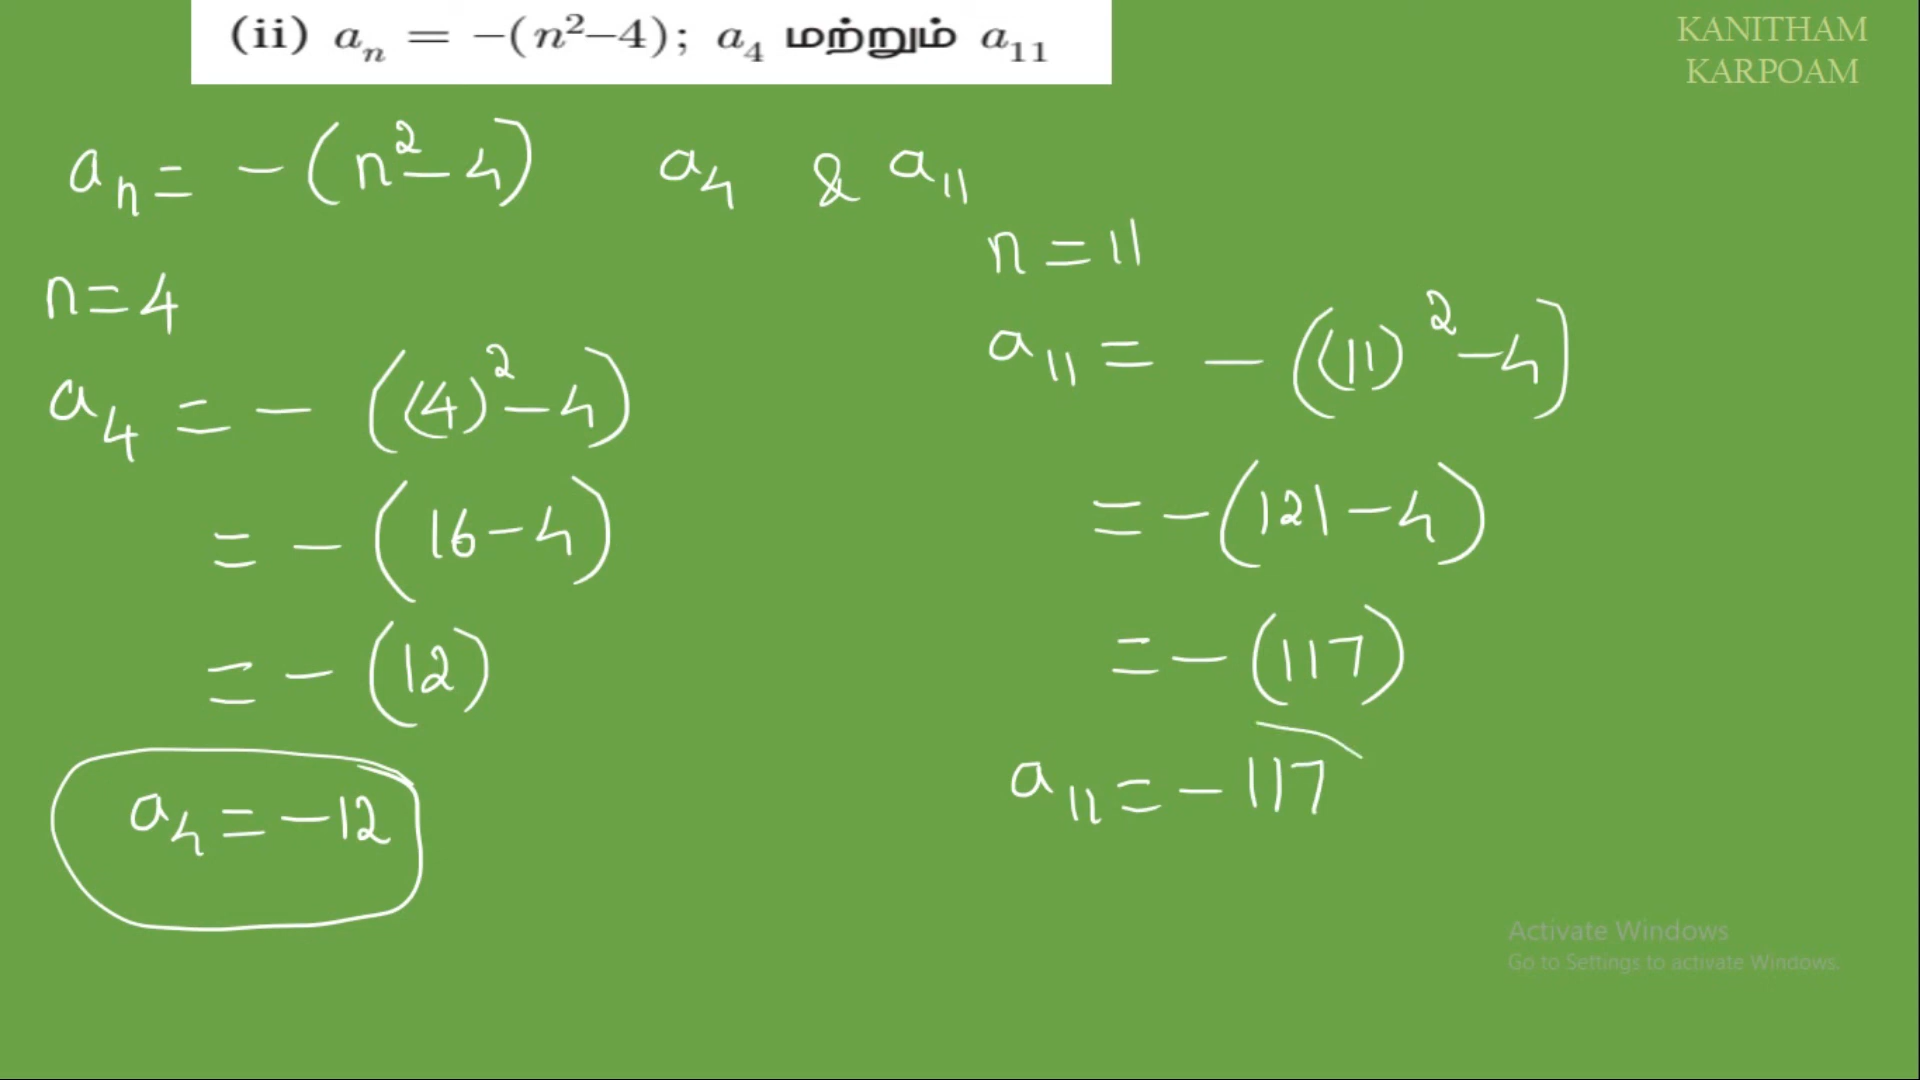 (ii) aₙ = −(n²−4); a₄ மற்றும் a₁₁
KANITHAM
KARPOAM
aₙ = −(n²−4) a₄ & a₁₁
n=4
a₄ = −((4)²−4)
= −(16−4)
= −(12)
a₄ = −12
n = 11
a₁₁ = −((11)²−4)
= −(121−4)
= −(117)
a₁₁ = −117
Activate Windows
Go to Settings to activate Windows.